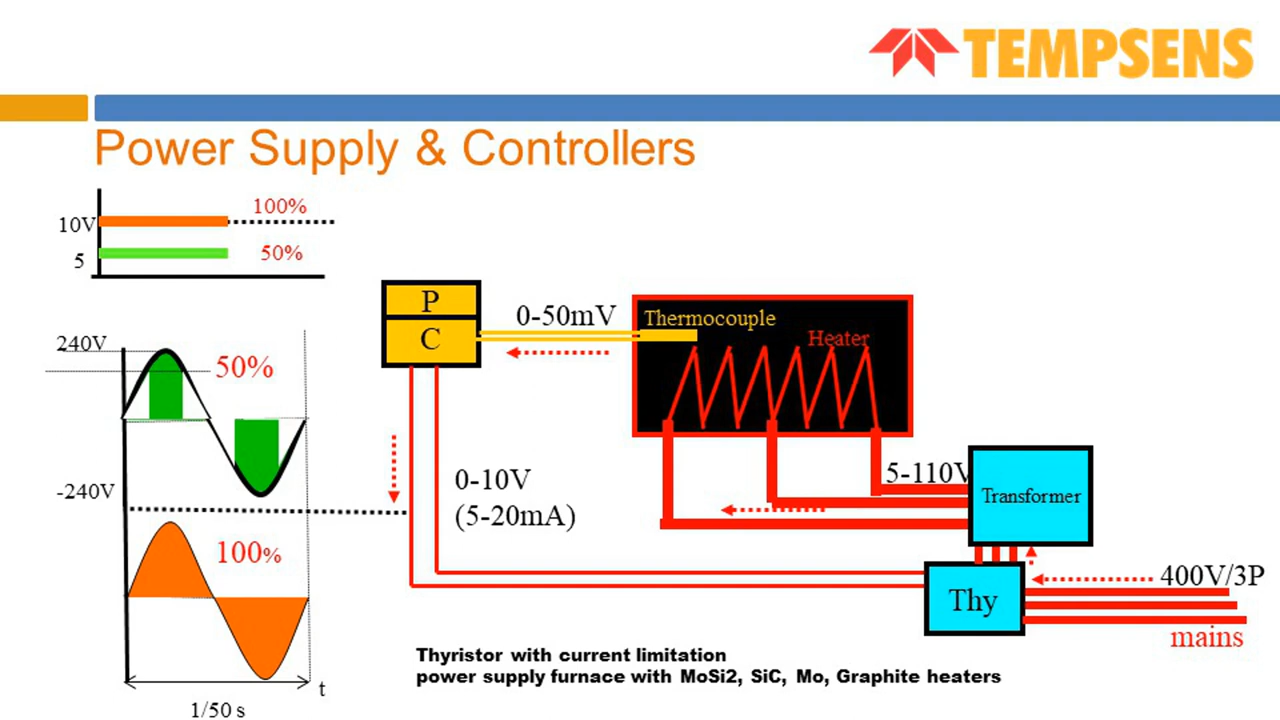 TEMPSENS
Power Supply & Controllers
100%
10V
50%
5
P
C
0-50mV
Thermocouple
Heater
240V
50%
-240V
0-10V
(5-20mA)
5-110V
Transformer
100%
Thy
400V/3P
mains
Thyristor with current limitation
power supply furnace with MoSi2, SiC, Mo, Graphite heaters
t
1/50 s